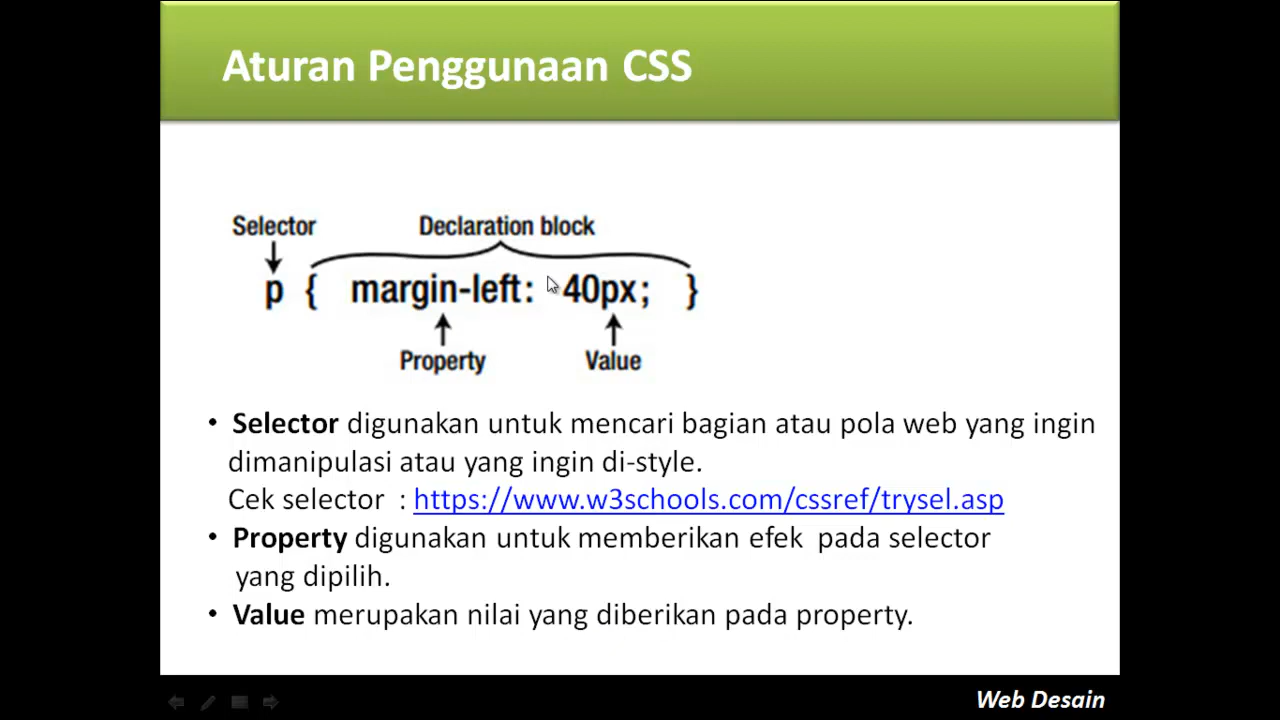 Aturan Penggunaan CSS
Selector Declaration block
p { margin-left: 40px; }
Property Value
• Selector digunakan untuk mencari bagian atau pola web yang ingin
dimanipulasi atau yang ingin di-style.
Cek selector : https://www.w3schools.com/cssref/trysel.asp
• Property digunakan untuk memberikan efek pada selector
yang dipilih.
• Value merupakan nilai yang diberikan pada property.
Web Desain